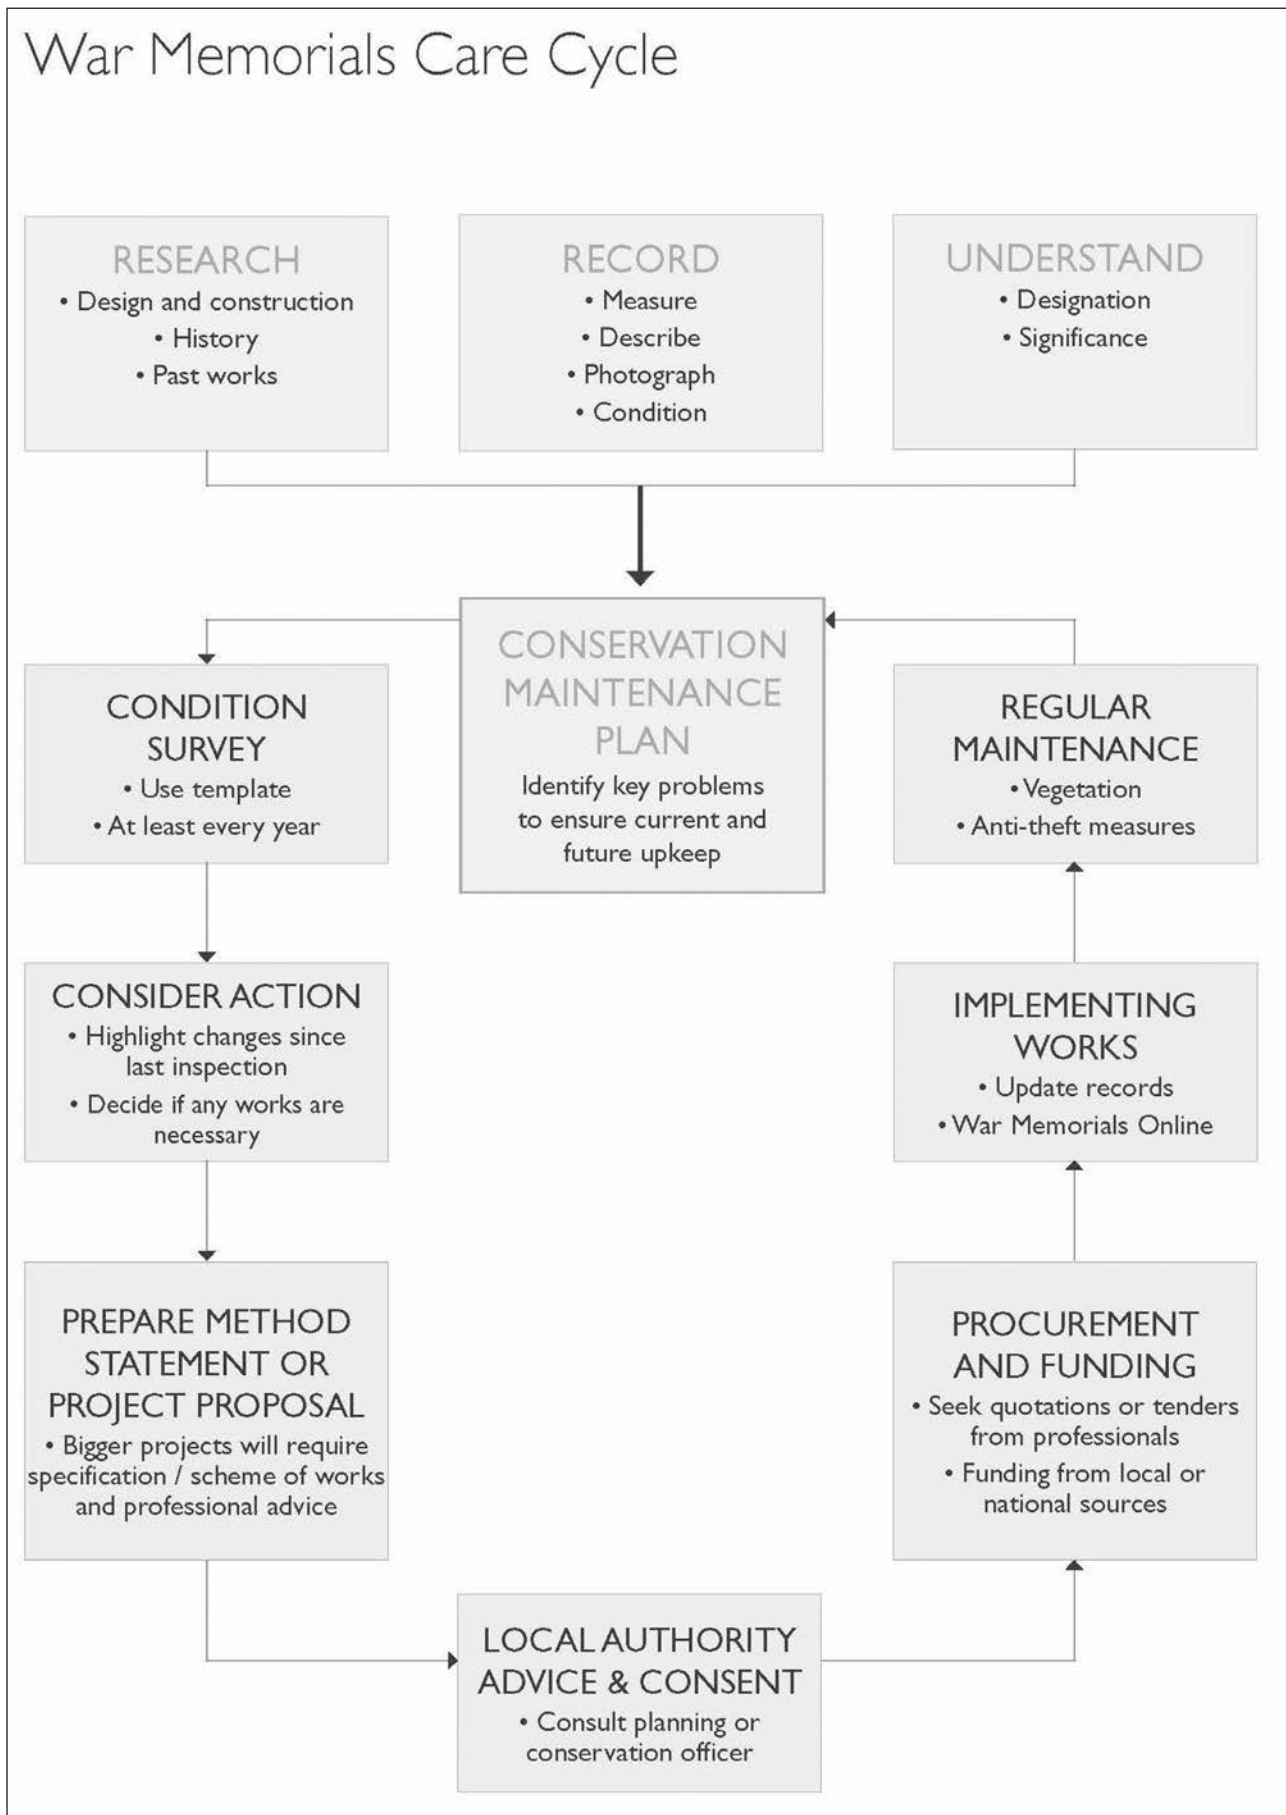 War Memorials Care Cycle
RESEARCH
• Design and construction
• History
• Past works
RECORD
• Measure
• Describe
• Photograph
• Condition
UNDERSTAND
• Designation
• Significance
CONSERVATION
MAINTENANCE
PLAN
Identify key problems
to ensure current and
future upkeep
CONDITION
SURVEY
• Use template
• At least every year
CONSIDER ACTION
• Highlight changes since
last inspection
• Decide if any works are
necessary
PREPARE METHOD
STATEMENT OR
PROJECT PROPOSAL
• Bigger projects will require
specification / scheme of works
and professional advice
LOCAL AUTHORITY
ADVICE & CONSENT
• Consult planning or
conservation officer
PROCUREMENT
AND FUNDING
• Seek quotations or tenders
from professionals
• Funding from local or
national sources
IMPLEMENTING
WORKS
• Update records
• War Memorials Online
REGULAR
MAINTENANCE
• Vegetation
• Anti-theft measures